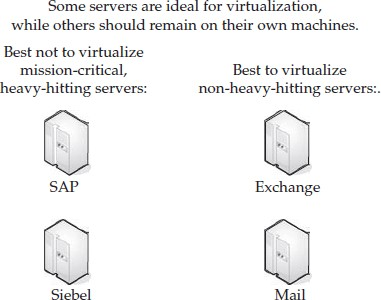 Some servers are ideal for virtualization,
while others should remain on their own machines.
Best not to virtualize
mission-critical,
heavy-hitting servers:
Best to virtualize
non-heavy-hitting servers:.
SAP
Exchange
Siebel
Mail